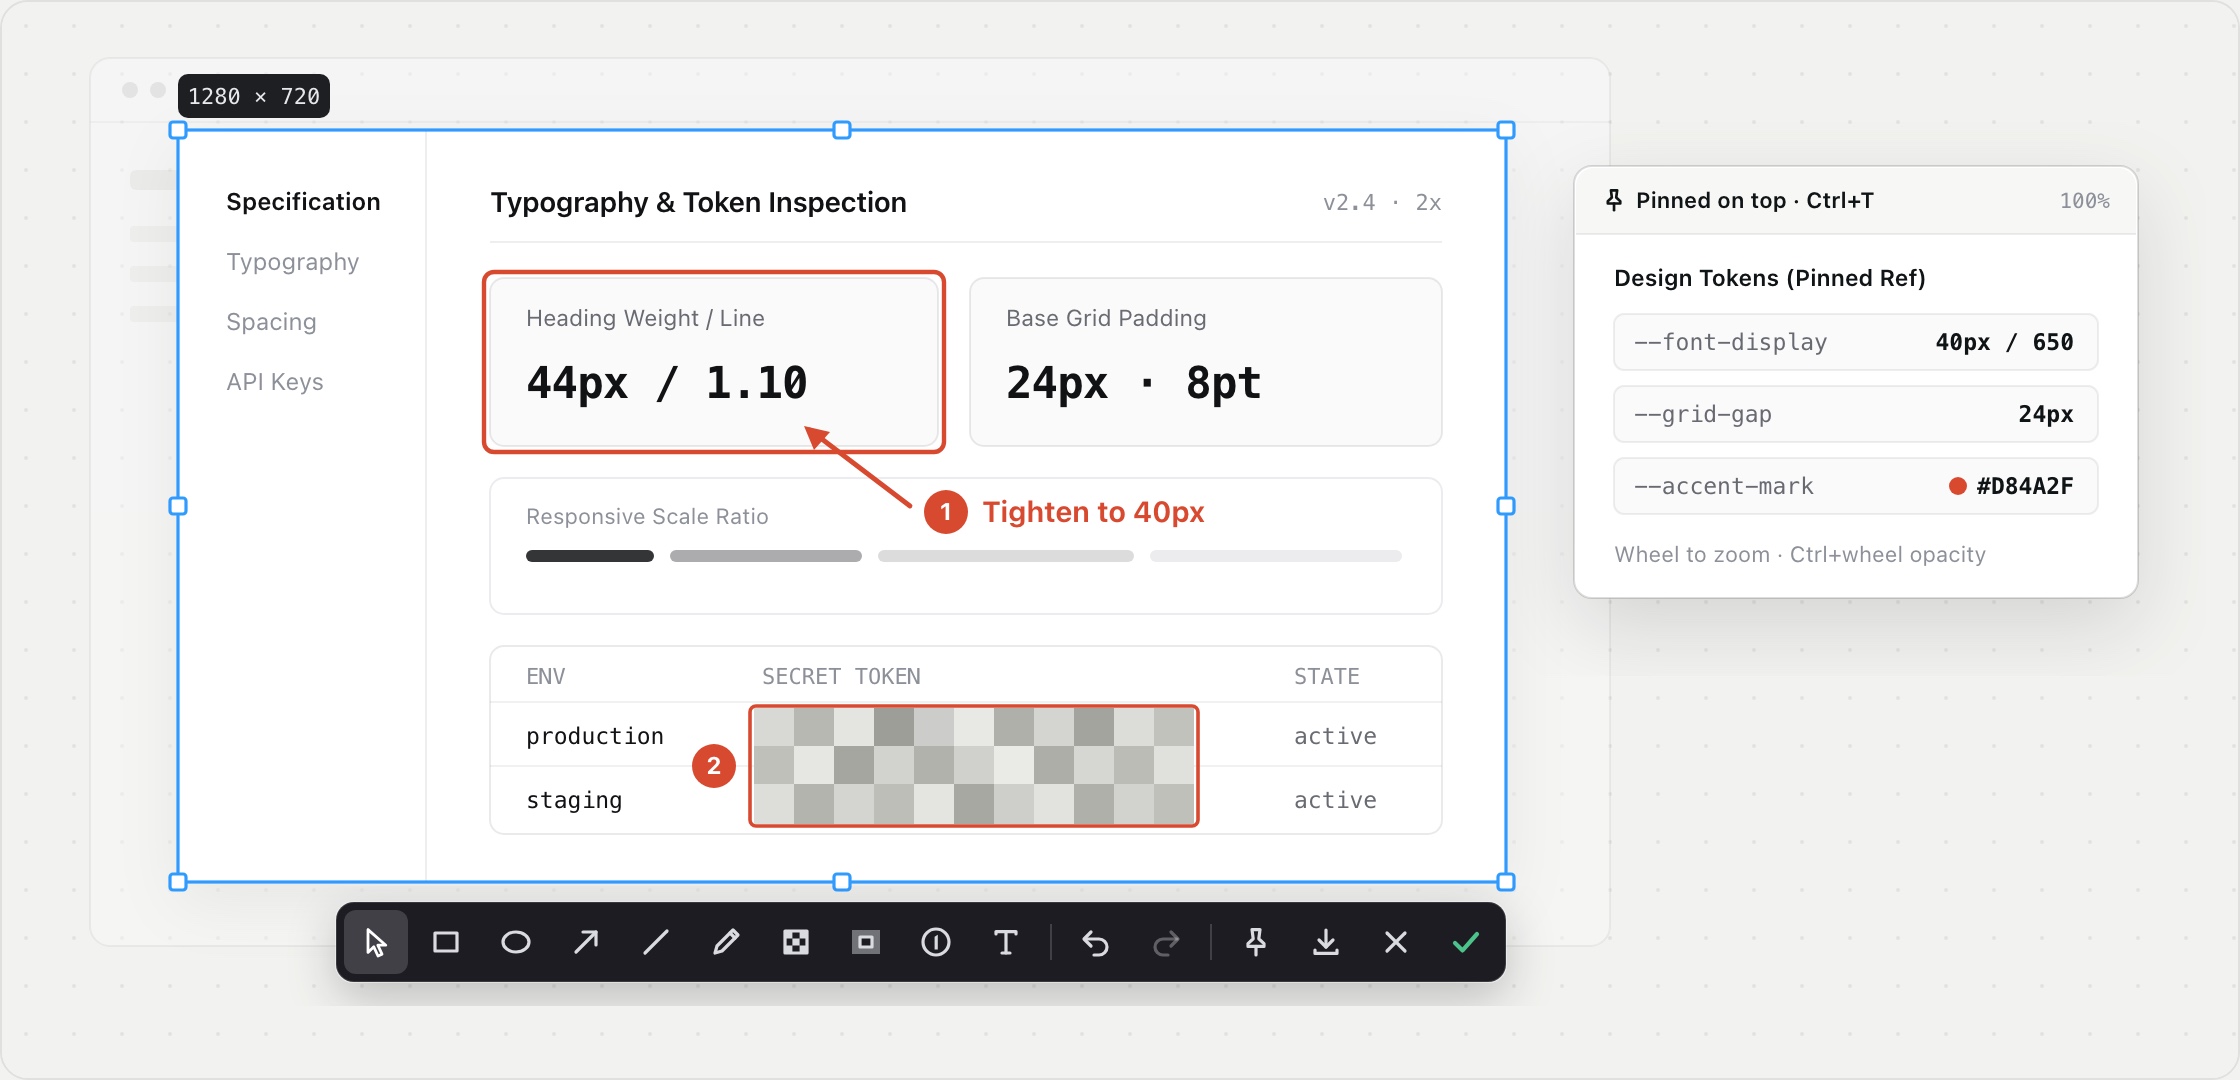 1280 × 720
Specification
Typography
Spacing
API Keys
Typography & Token Inspection
v2.4 · 2x
Heading Weight / Line
44px / 1.10
Base Grid Padding
24px · 8pt
1 Tighten to 40px
Responsive Scale Ratio
ENV SECRET TOKEN STATE
production active
2
staging active
Pinned on top · Ctrl+T 100%
Design Tokens (Pinned Ref)
--font-display 40px / 650
--grid-gap 24px
--accent-mark #D84A2F
Wheel to zoom · Ctrl+wheel opacity